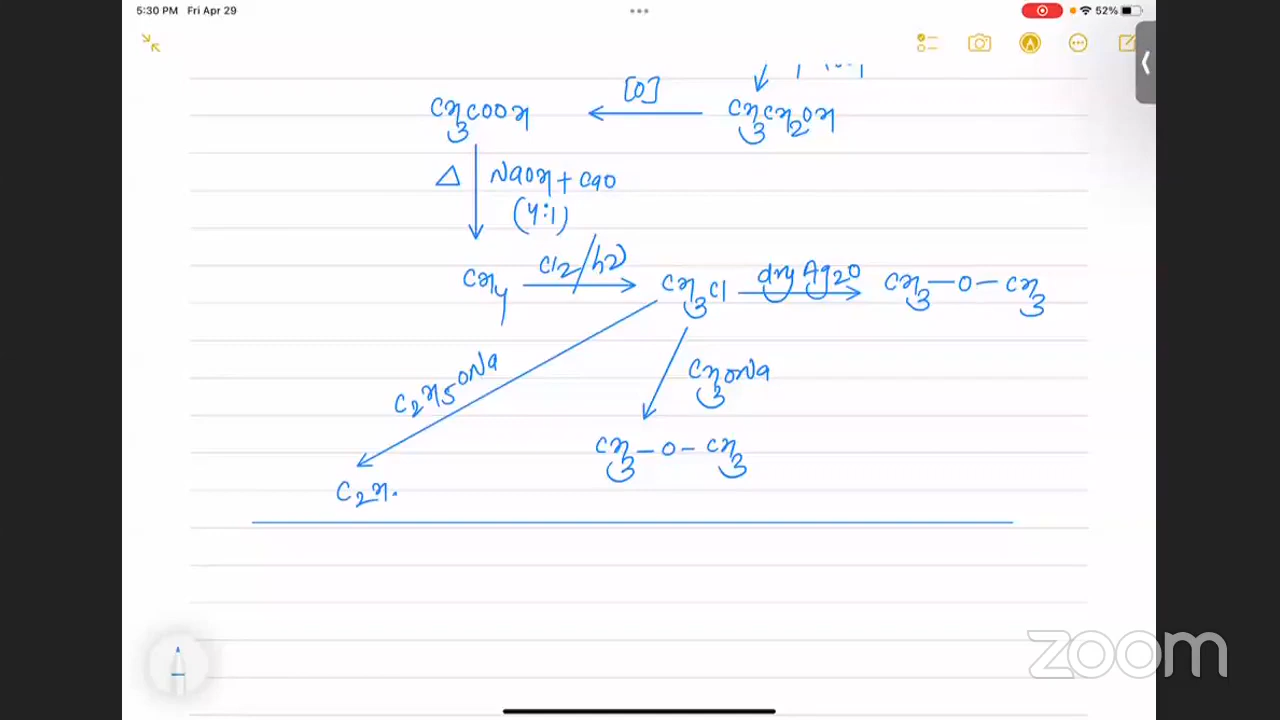 5:30 PM Fri Apr 29
52%
CH3COOH [O] CH3CH2OH
Δ NaOH + CaO
(4:1)
CH4 Cl2/hν CH3Cl dry Ag2O CH3-O-CH3
C2H5ONa CH3ONa
CH3-O-CH3
C2H
zoom